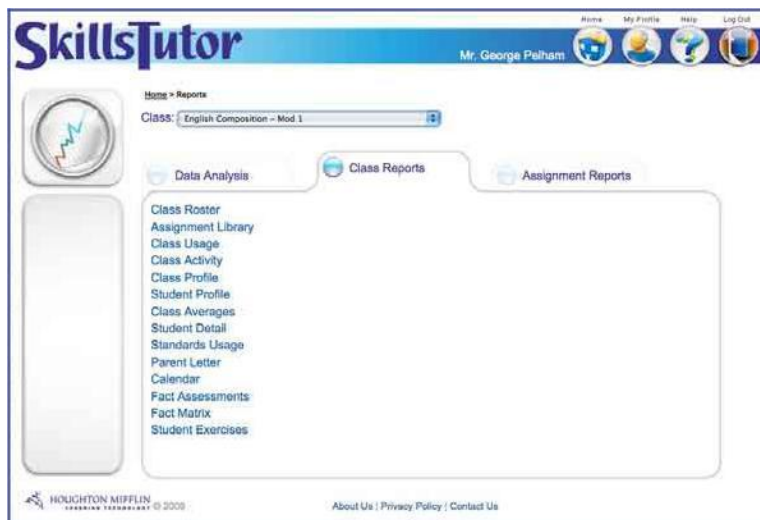 Home My Profile Help Log Out
SkillsTutor
Mr. George Pelham
Home > Reports
Class: English Composition – Mod 1
Data Analysis Class Reports Assignment Reports
Class Roster
Assignment Library
Class Usage
Class Activity
Class Profile
Student Profile
Class Averages
Student Detail
Standards Usage
Parent Letter
Calendar
Fact Assessments
Fact Matrix
Student Exercises
HOUGHTON MIFFLIN
LEARNING TECHNOLOGY © 2009
About Us | Privacy Policy | Contact Us